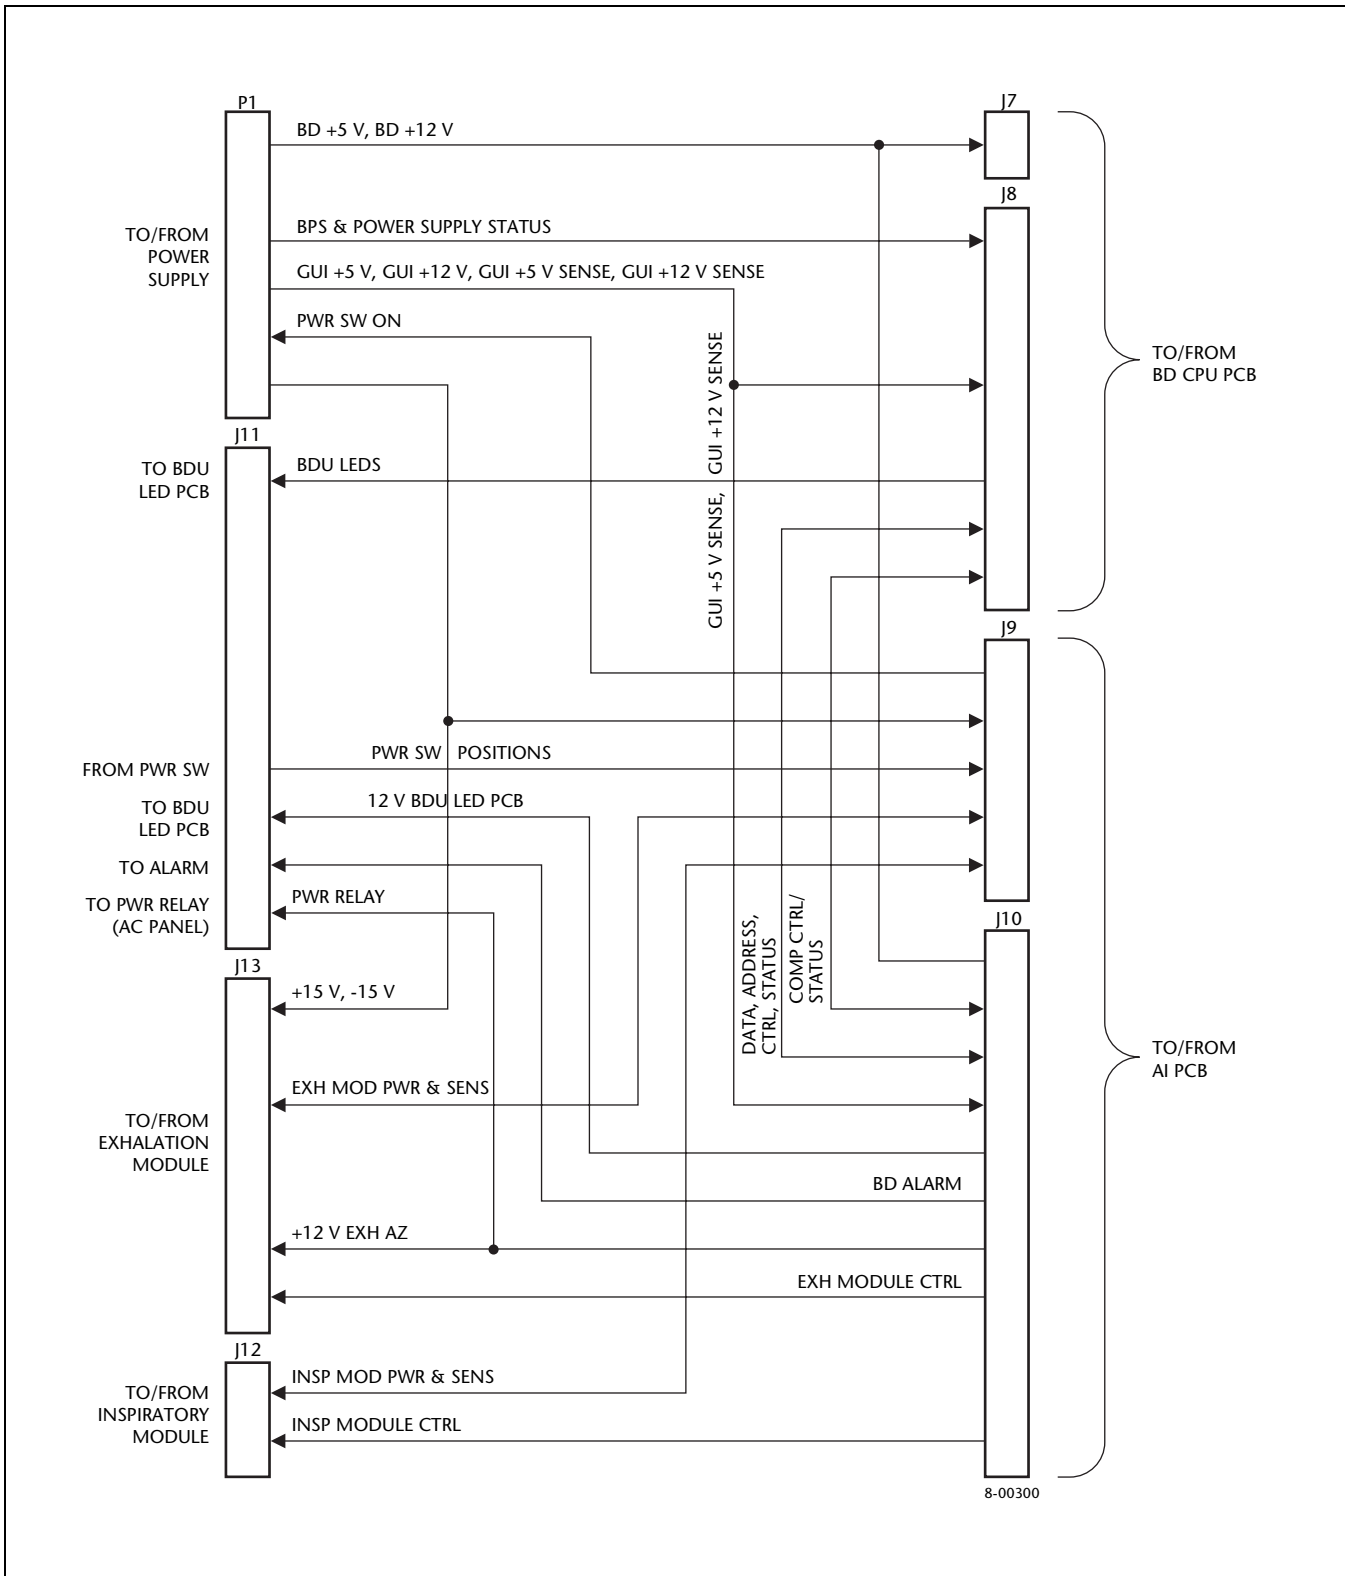 P1
J7
BD +5 V, BD +12 V
J8
TO/FROM
POWER
SUPPLY
BPS & POWER SUPPLY STATUS
GUI +5 V, GUI +12 V, GUI +5 V SENSE, GUI +12 V SENSE
PWR SW ON
GUI +5 V SENSE, GUI +12 V SENSE
TO/FROM
BD CPU PCB
J11
TO BDU
LED PCB
BDU LEDS
J9
PWR SW POSITIONS
FROM PWR SW
12 V BDU LED PCB
TO BDU
LED PCB
TO ALARM
PWR RELAY
TO PWR RELAY
(AC PANEL)
DATA, ADDRESS,
CTRL, STATUS
COMP CTRL/
STATUS
J10
J13
+15 V, -15 V
TO/FROM
AI PCB
EXH MOD PWR & SENS
TO/FROM
EXHALATION
MODULE
BD ALARM
+12 V EXH AZ
EXH MODULE CTRL
J12
INSP MOD PWR & SENS
TO/FROM
INSPIRATORY
MODULE
INSP MODULE CTRL
8-00300